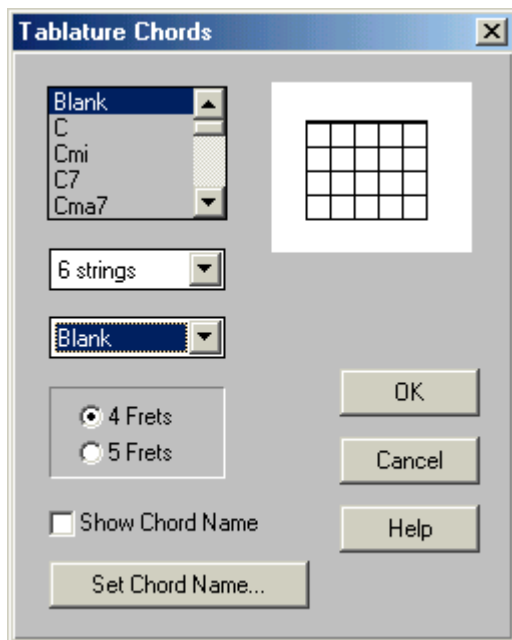 Tablature Chords
Blank
C
Cmi
C7
Cma7
6 strings
Blank
4 Frets
5 Frets
Show Chord Name
Set Chord Name...
OK
Cancel
Help